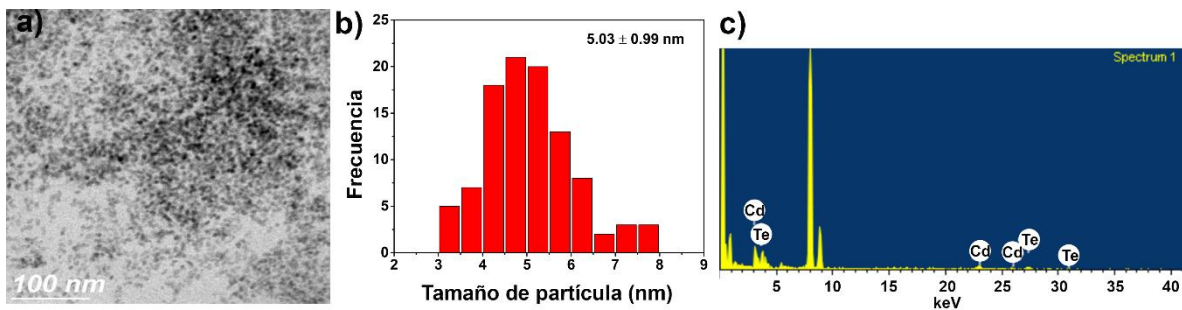 a)
100 nm
b)
5.03 ± 0.99 nm
Frecuencia
25
20
15
10
5
0
2 3 4 5 6 7 8 9
Tamaño de partícula (nm)
c)
Spectrum 1
Cd
Te
Cd
Cd
Te
Te
5 10 15 20 25 30 35 40
keV